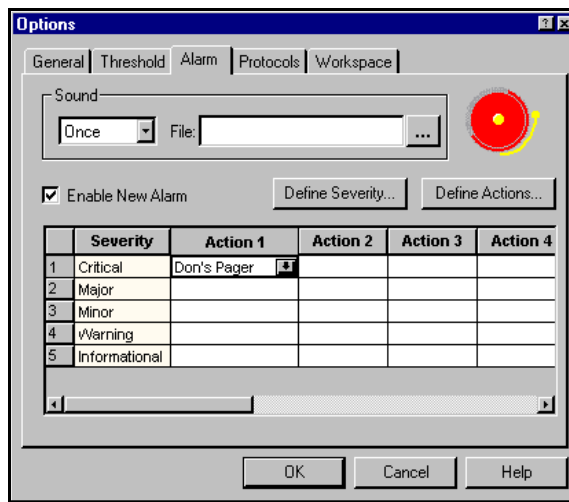 Options
General Threshold Alarm Protocols Workspace
Sound
Once File: ...
Enable New Alarm Define Severity... Define Actions...
Severity Action 1 Action 2 Action 3 Action 4
1 Critical Don's Pager
2 Major
3 Minor
4 Warning
5 Informational
OK Cancel Help